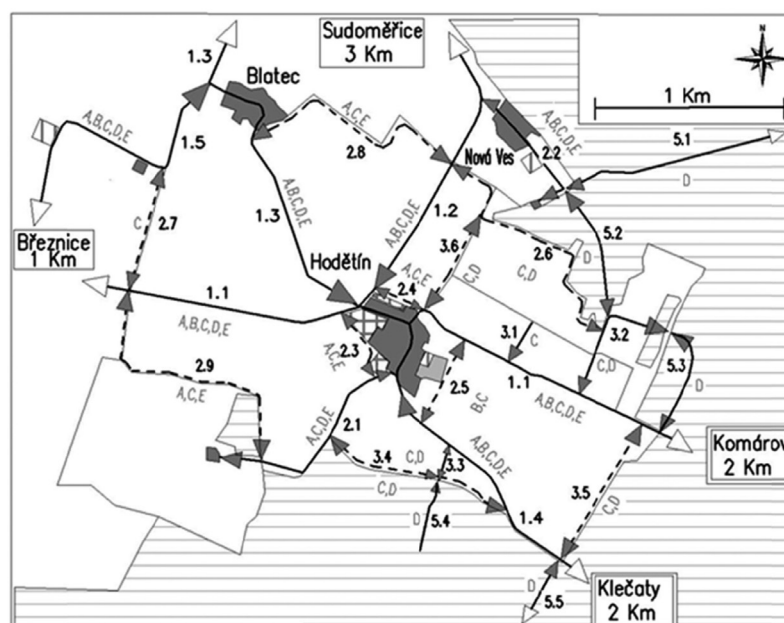 Sudoměřice
3 Km
N
1.3
Blatec
1 Km
A,B,C,D,E
A,C,E
A,B,C,D,E
1.5
2.8
Nová Ves
2.2
5.1
D
2.7
C
1.3
A,B,C,D,E
1.2
A,B,C,D,E
5.2
D
Březnice
1 Km
3.6
C,D
2.6
C,D
Hodětín
A,C,E
2.4
1.1
A,B,C,D,E
3.1
C
3.2
C,D
5.3
D
2.3
A,C,E
2.9
A,C,E
2.5
B,C
1.1
A,B,C,D,E
2.1
A,C,D,E
A,B,C,D,E
Komárov
2 Km
3.4
C,D
C,D
3.3
3.5
C,D
D
5.4
1.4
D
5.5
Klečaty
2 Km